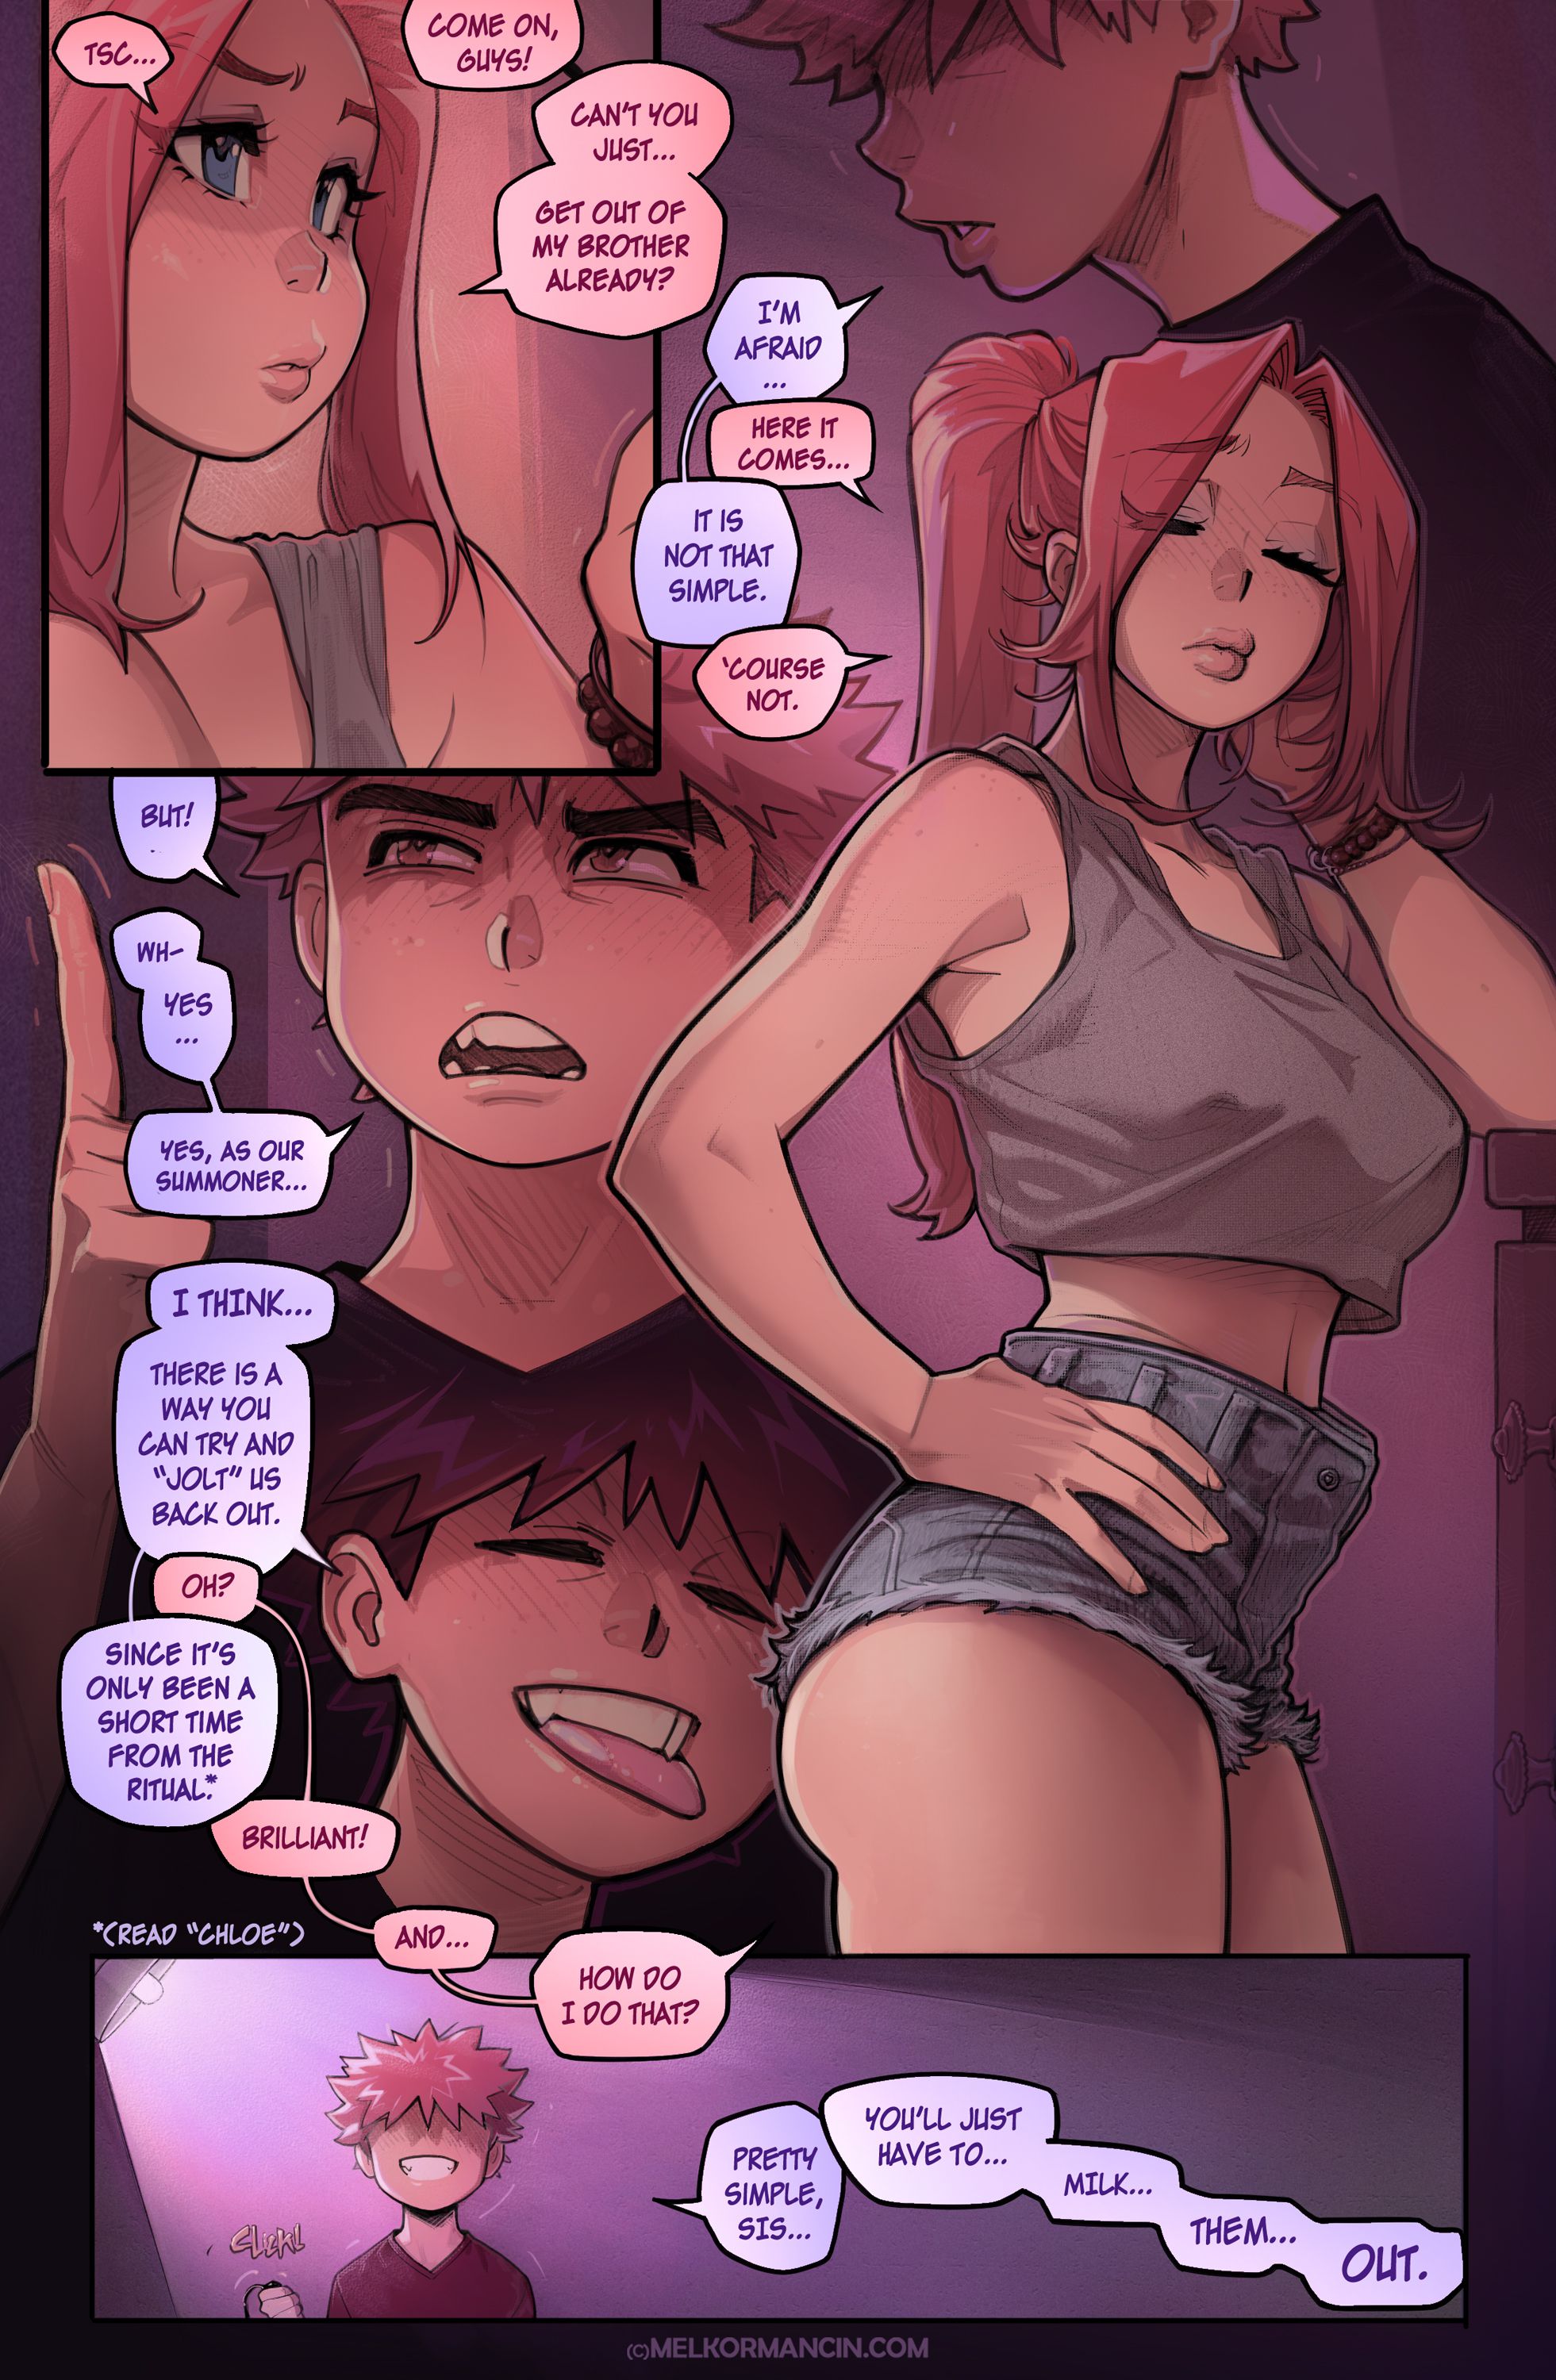 TSC...
COME ON,
GUYS!
CAN'T YOU
JUST...
GET OUT OF
MY BROTHER
ALREADY?
I'M
AFRAID
...
HERE IT
COMES...
IT IS
NOT THAT
SIMPLE.
'COURSE
NOT.
BUT!
WH-
YES
...
YES, AS OUR
SUMMONER...
I THINK...
THERE IS A
WAY YOU
CAN TRY AND
"JOLT" US
BACK OUT.
OH?
SINCE IT'S
ONLY BEEN A
SHORT TIME
FROM THE
RITUAL.*
BRILLIANT!
*(READ "CHLOE")
AND...
HOW DO
I DO THAT?
CLICK!
PRETTY
SIMPLE,
SIS...
YOU'LL JUST
HAVE TO...
MILK...
THEM...
OUT.
(C)MELKORMANCIN.COM